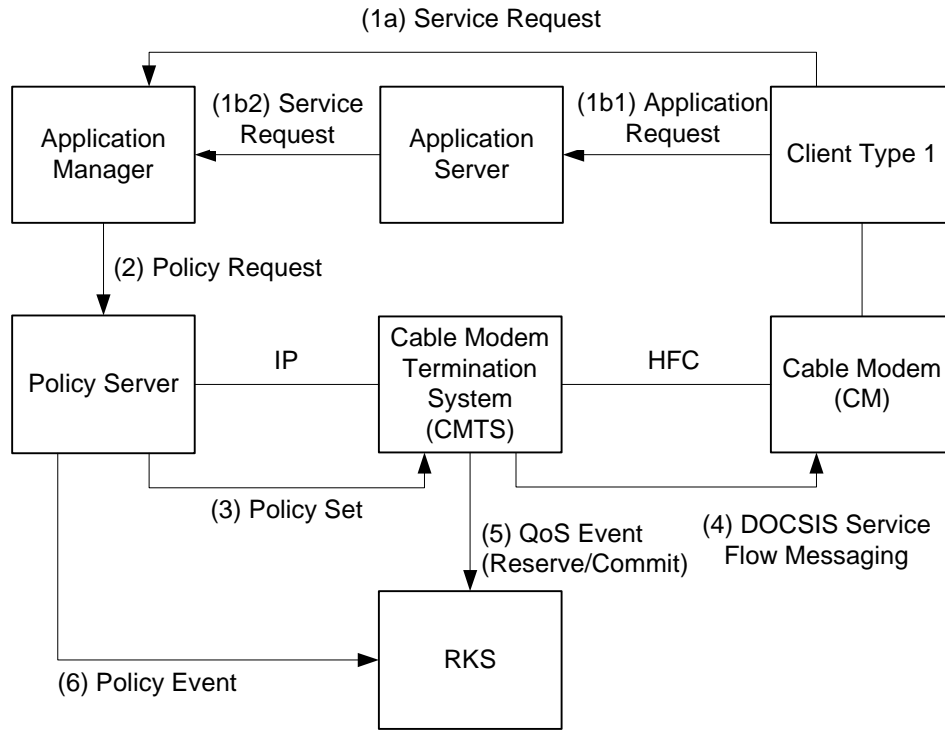 (1a) Service Request
Application
Manager
(1b2) Service
Request
Application
Server
(1b1) Application
Request
Client Type 1
(2) Policy Request
Policy Server
IP
Cable Modem
Termination
System
(CMTS)
HFC
Cable Modem
(CM)
(3) Policy Set
(5) QoS Event
(Reserve/Commit)
(4) DOCSIS Service
Flow Messaging
RKS
(6) Policy Event